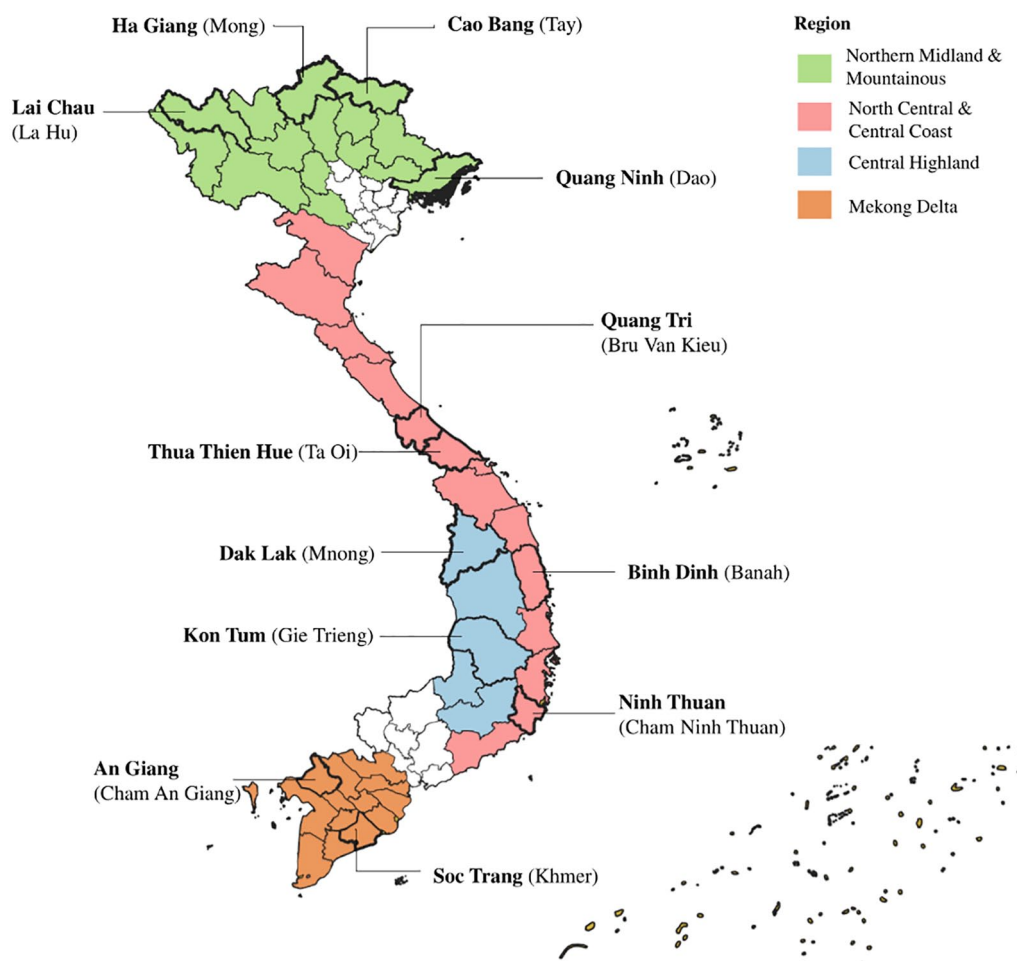 Ha Giang (Mong)
Cao Bang (Tay)
Region
Northern Midland &
Mountainous
North Central &
Central Coast
Central Highland
Mekong Delta
Lai Chau
(La Hu)
Quang Ninh (Dao)
Quang Tri
(Bru Van Kieu)
Thua Thien Hue (Ta Oi)
Dak Lak (Mnong)
Binh Dinh (Banah)
Kon Tum (Gie Trieng)
Ninh Thuan
(Cham Ninh Thuan)
An Giang
(Cham An Giang)
Soc Trang (Khmer)